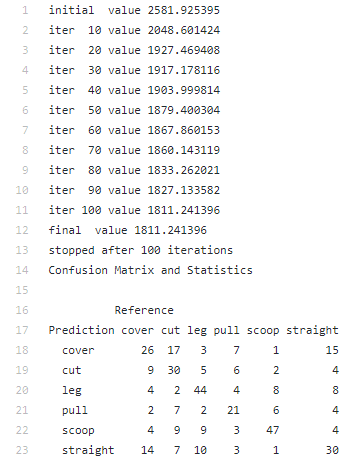 1 initial  value 2581.925395
2 iter  10 value 2048.601424
3 iter  20 value 1927.469408
4 iter  30 value 1917.178116
5 iter  40 value 1903.999814
6 iter  50 value 1879.400304
7 iter  60 value 1867.860153
8 iter  70 value 1860.143119
9 iter  80 value 1833.262021
10 iter  90 value 1827.133582
11 iter 100 value 1811.241396
12 final  value 1811.241396
13 stopped after 100 iterations
14 Confusion Matrix and Statistics
15
16           Reference
17 Prediction cover cut leg pull scoop straight
18   cover       26  17   3    7     1       15
19   cut          9  30   5    6     2        4
20   leg          4   2  44    4     8        8
21   pull         2   7   2   21     6        4
22   scoop        4   9   9    3    47        4
23   straight    14   7  10    3     1       30